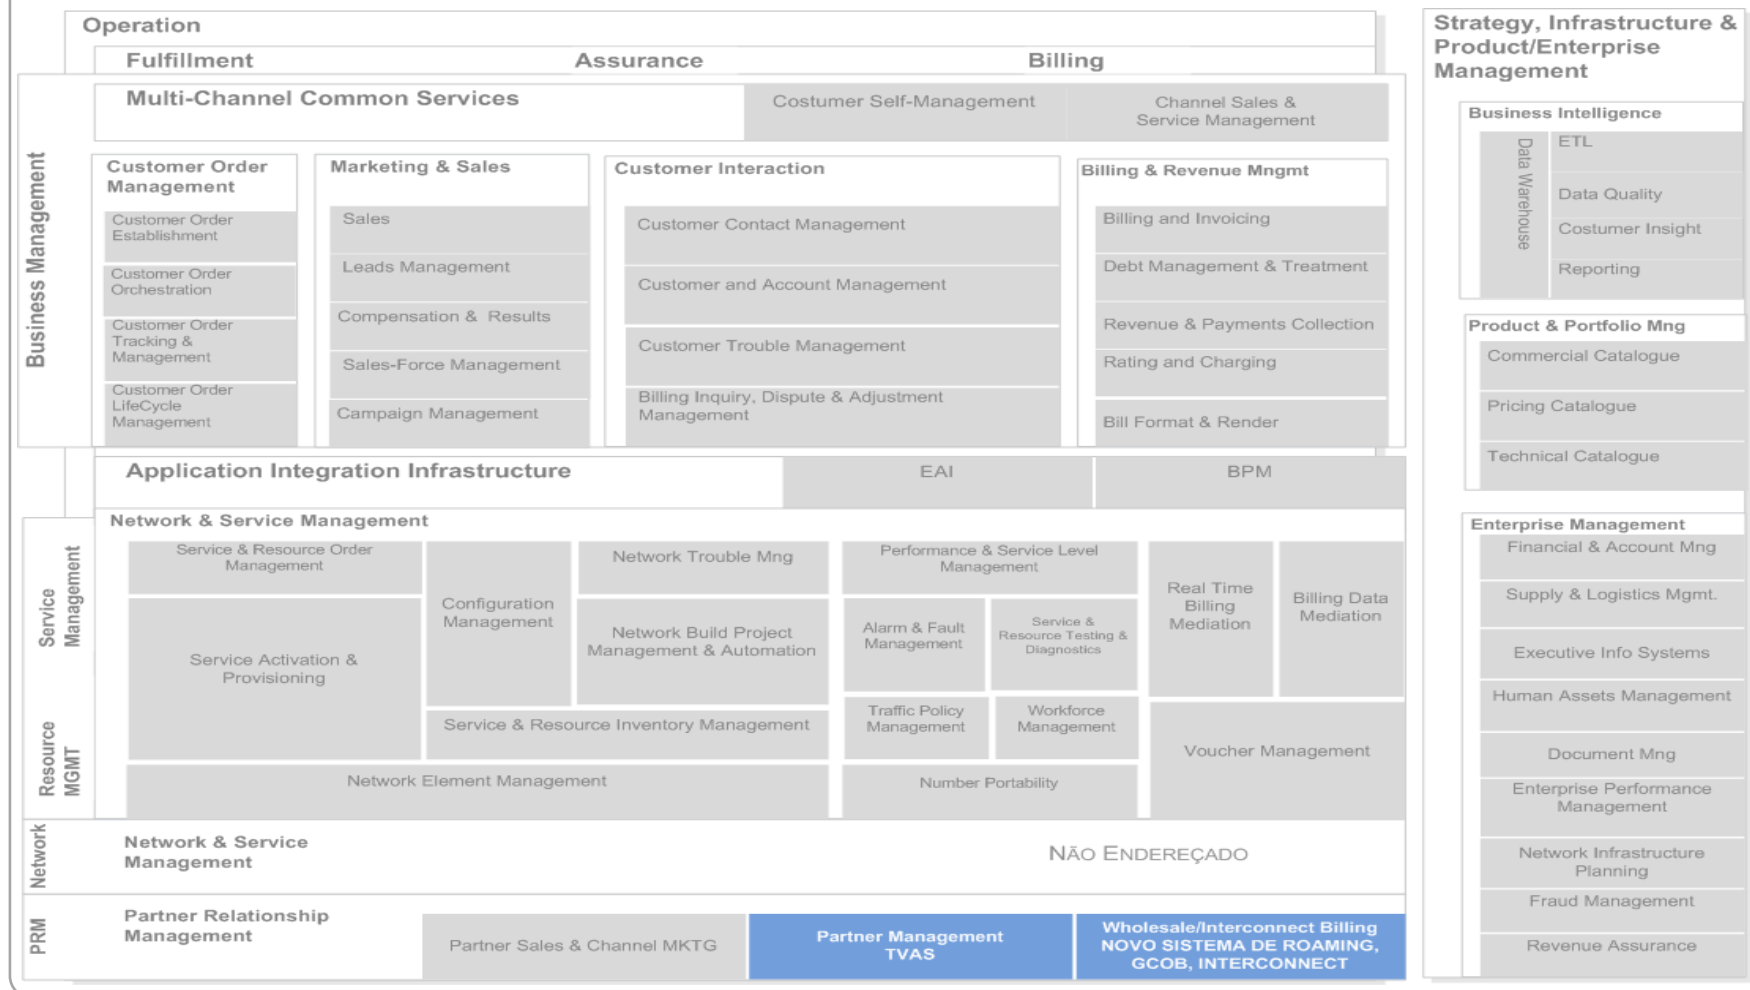 Operation
Fulfillment
Assurance
Billing
Multi-Channel Common Services
Costumer Self-Management
Channel Sales &
Service Management
Business Management
Customer Order
Management
Customer Order
Establishment
Customer Order
Orchestration
Customer Order
Tracking &
Management
Customer Order
LifeCycle
Management
Marketing & Sales
Sales
Leads Management
Compensation & Results
Sales-Force Management
Campaign Management
Customer Interaction
Customer Contact Management
Customer and Account Management
Customer Trouble Management
Billing Inquiry, Dispute & Adjustment
Management
Billing & Revenue Mngmt
Billing and Invoicing
Debt Management & Treatment
Revenue & Payments Collection
Rating and Charging
Bill Format & Render
Application Integration Infrastructure
EAI
BPM
Network & Service Management
Service
Management
Resource
MGMT
Service & Resource Order
Management
Service Activation &
Provisioning
Configuration
Management
Network Trouble Mng
Network Build Project
Management & Automation
Service & Resource Inventory Management
Network Element Management
Performance & Service Level
Management
Alarm & Fault
Management
Service &
Resource Testing &
Diagnostics
Traffic Policy
Management
Workforce
Management
Number Portability
Real Time
Billing
Mediation
Billing Data
Mediation
Voucher Management
Network
Network & Service
Management
NÃO ENDEREÇADO
PRM
Partner Relationship
Management
Partner Sales & Channel MKTG
Partner Management
TVAS
Wholesale/Interconnect Billing
NOVO SISTEMA DE ROAMING,
GCOB, INTERCONNECT
Strategy, Infrastructure &
Product/Enterprise
Management
Business Intelligence
Data Warehouse
ETL
Data Quality
Costumer Insight
Reporting
Product & Portfolio Mng
Commercial Catalogue
Pricing Catalogue
Technical Catalogue
Enterprise Management
Financial & Account Mng
Supply & Logistics Mgmt.
Executive Info Systems
Human Assets Management
Document Mng
Enterprise Performance
Management
Network Infrastructure
Planning
Fraud Management
Revenue Assurance